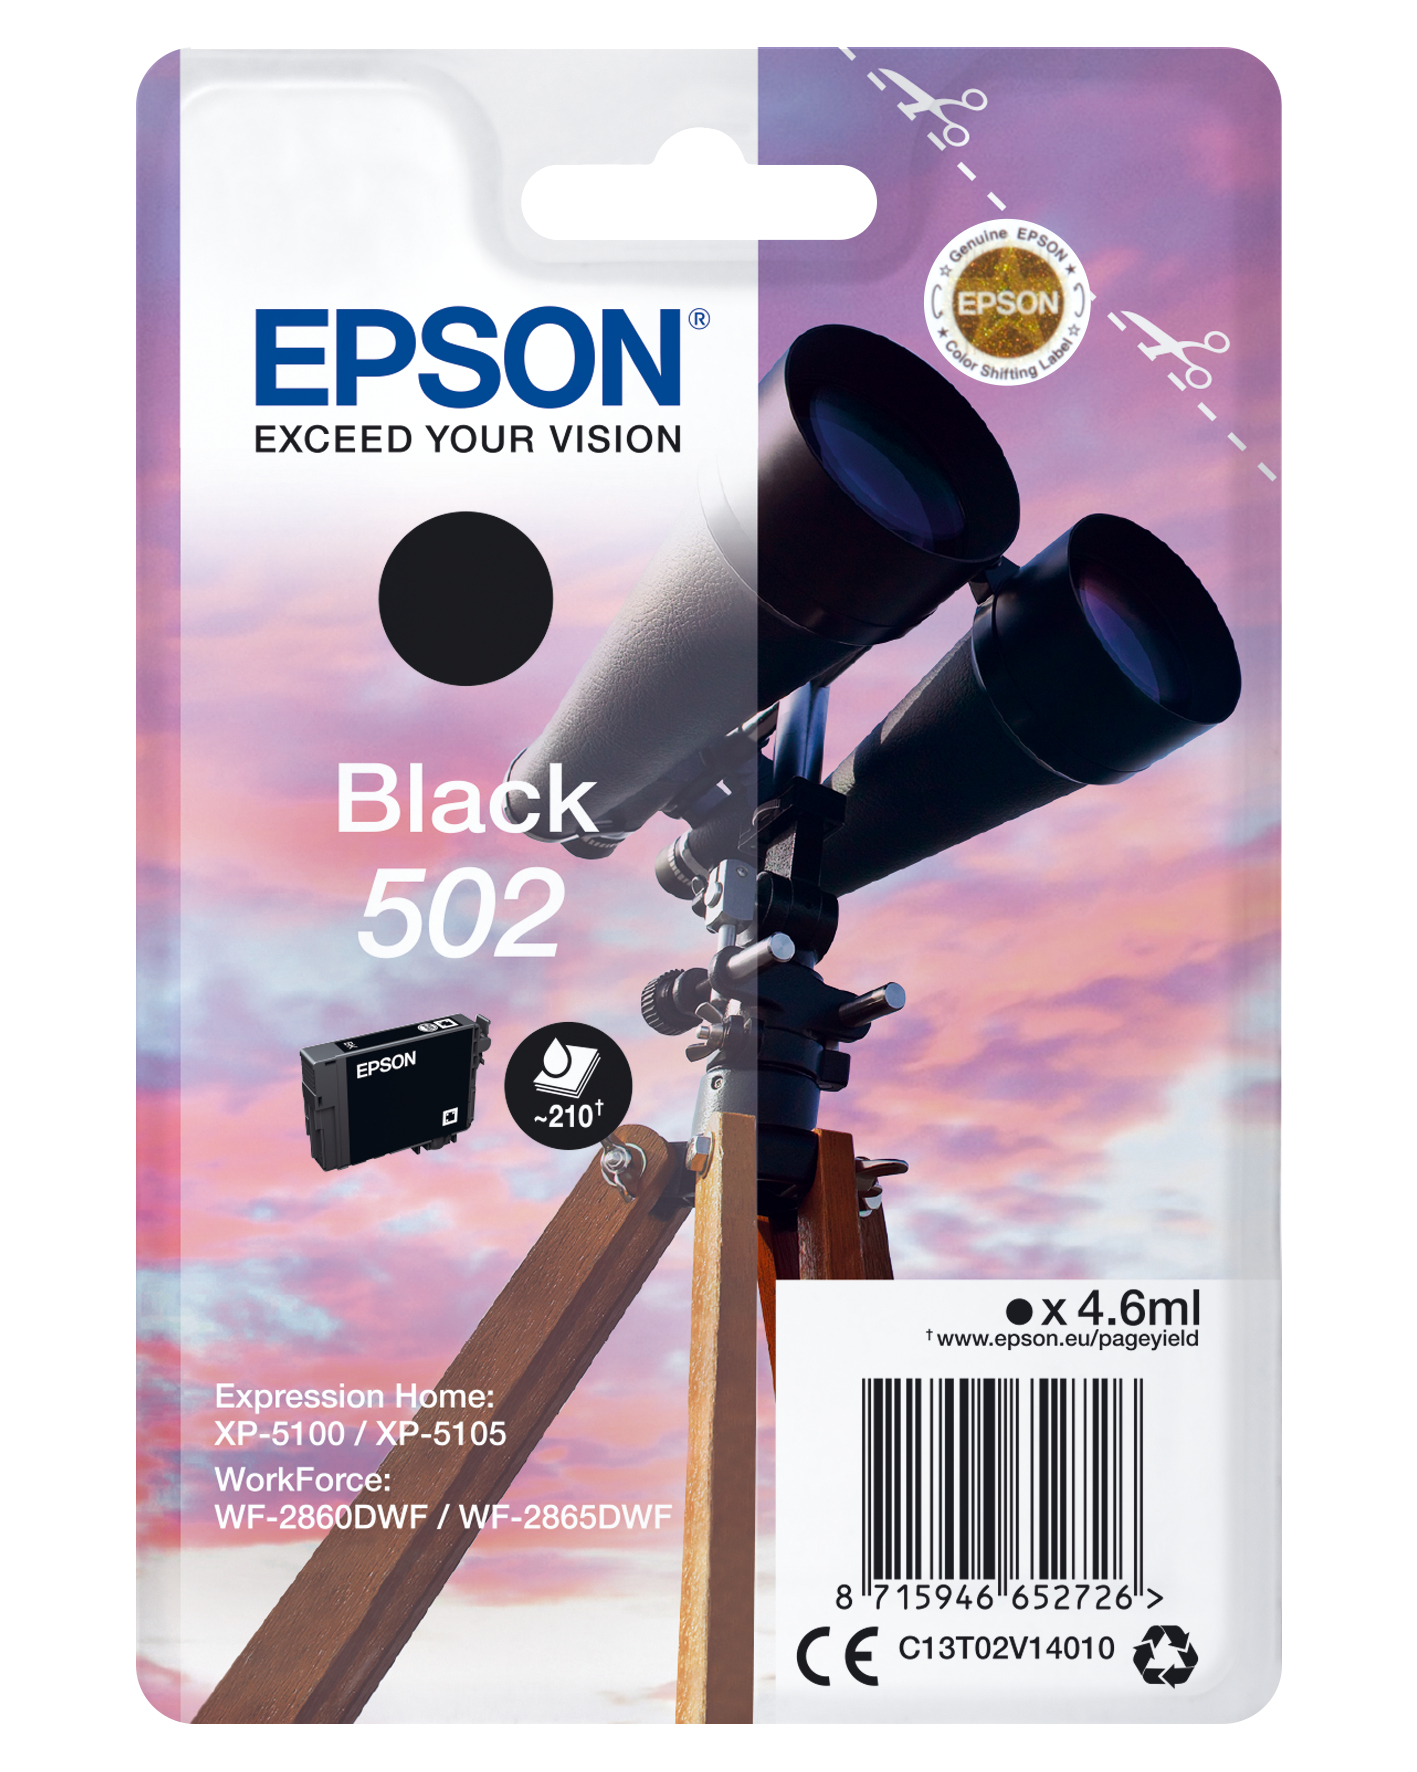 EPSON®
EXCEED YOUR VISION
Genuine EPSON
EPSON
Color Shifting Label
Black
502
EPSON
~210†
x 4.6ml
† www.epson.eu/pageyield
Expression Home:
XP-5100 / XP-5105
WorkForce:
WF-2860DWF / WF-2865DWF
8 715946 652726 >
CE C13T02V14010